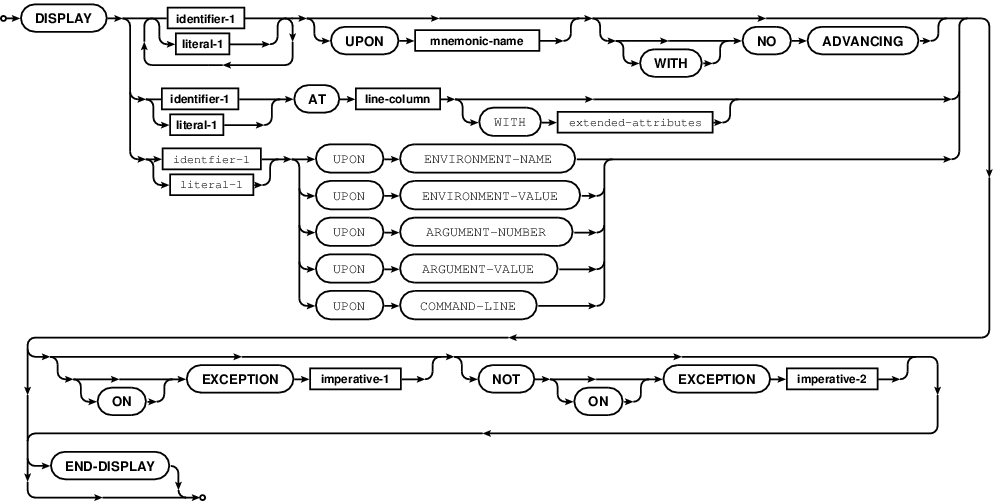 DISPLAY identifier-1
literal-1 UPON mnemonic-name WITH NO ADVANCING
identifier-1 AT line-column
literal-1 WITH extended-attributes
identfier-1 UPON ENVIRONMENT-NAME
literal-1
UPON ENVIRONMENT-VALUE
UPON ARGUMENT-NUMBER
UPON ARGUMENT-VALUE
UPON COMMAND-LINE
EXCEPTION imperative-1 NOT EXCEPTION imperative-2
ON ON
END-DISPLAY